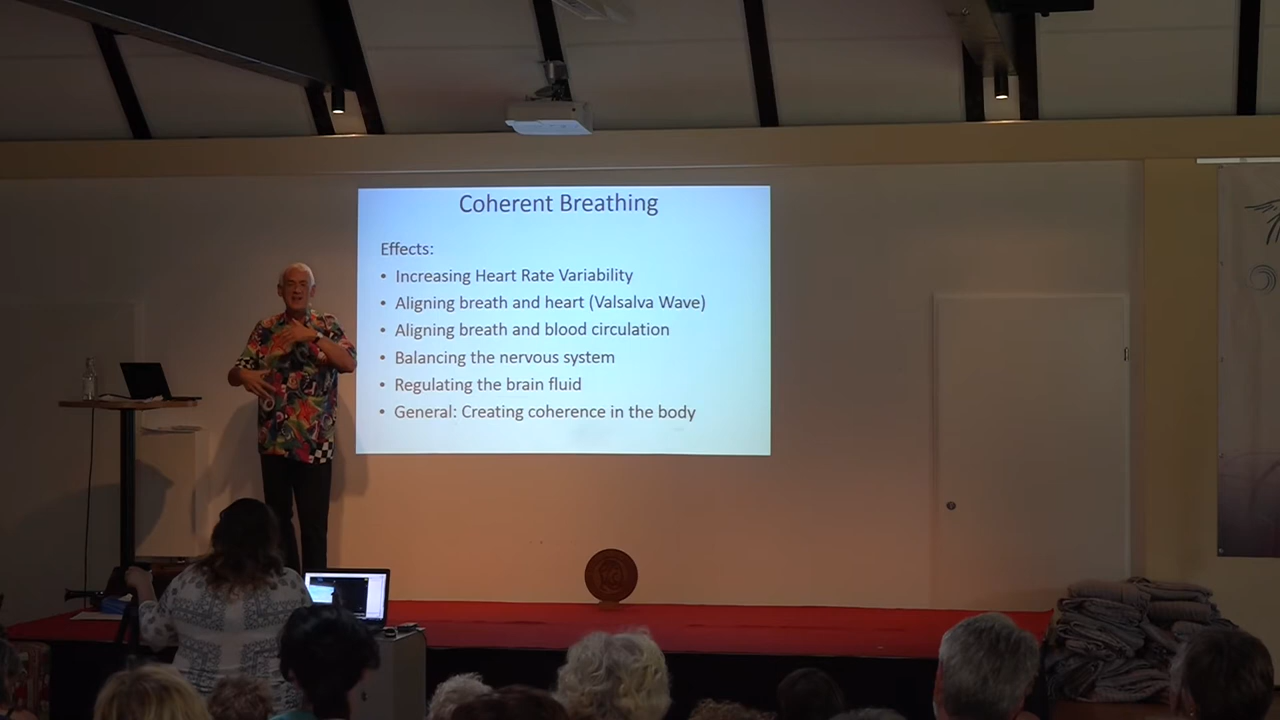 Coherent Breathing
Effects:
• Increasing Heart Rate Variability
• Aligning breath and heart (Valsalva Wave)
• Aligning breath and blood circulation
• Balancing the nervous system
• Regulating the brain fluid
• General: Creating coherence in the body